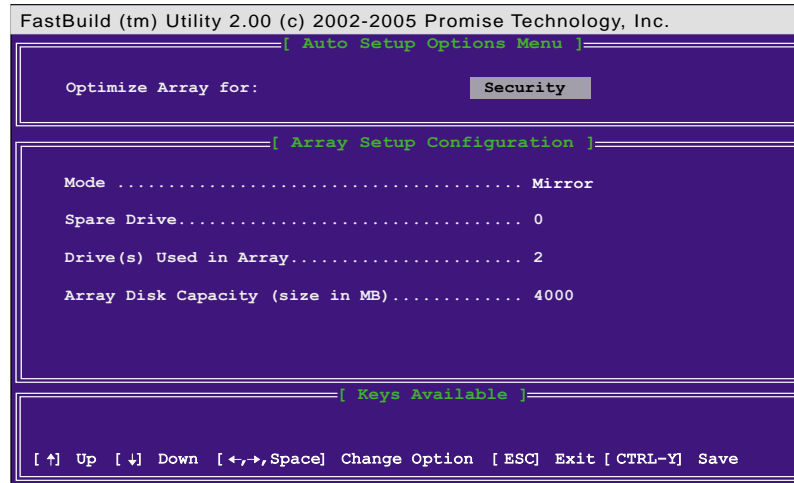 FastBuild (tm) Utility 2.00 (c) 2002-2005 Promise Technology, Inc.
[ Auto Setup Options Menu ]
Optimize Array for: Security
[ Array Setup Configuration ]
Mode ....................................... Mirror
Spare Drive................................. 0
Drive(s) Used in Array...................... 2
Array Disk Capacity (size in MB)............. 4000
[ Keys Available ]
[↑] Up [↓] Down [←,→,Space] Change Option [ESC] Exit [CTRL-Y] Save